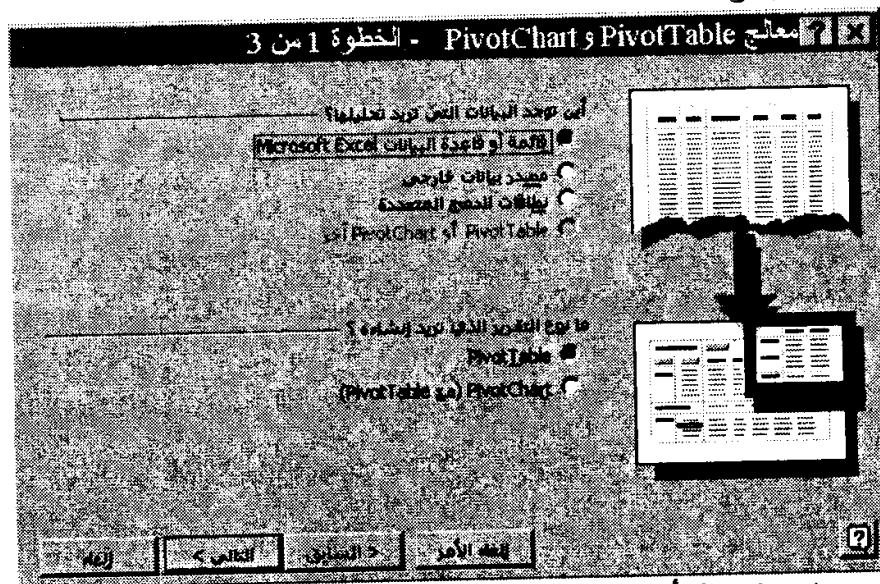 معالج PivotTable و PivotChart - الخطوة 1 من 3
أين توجد البيانات التي تريد تحليلها؟
قائمة أو قاعدة البيانات Microsoft Excel
مصدر بيانات خارجي
نطاقات الدمج المتعددة
PivotTable أو PivotChart آخر
ما نوع التقرير الذي تريد إنشاءه ؟
PivotTable
PivotChart (مع PivotTable)
إلغاء الأمر
< السابق
التالي >
إنهاء